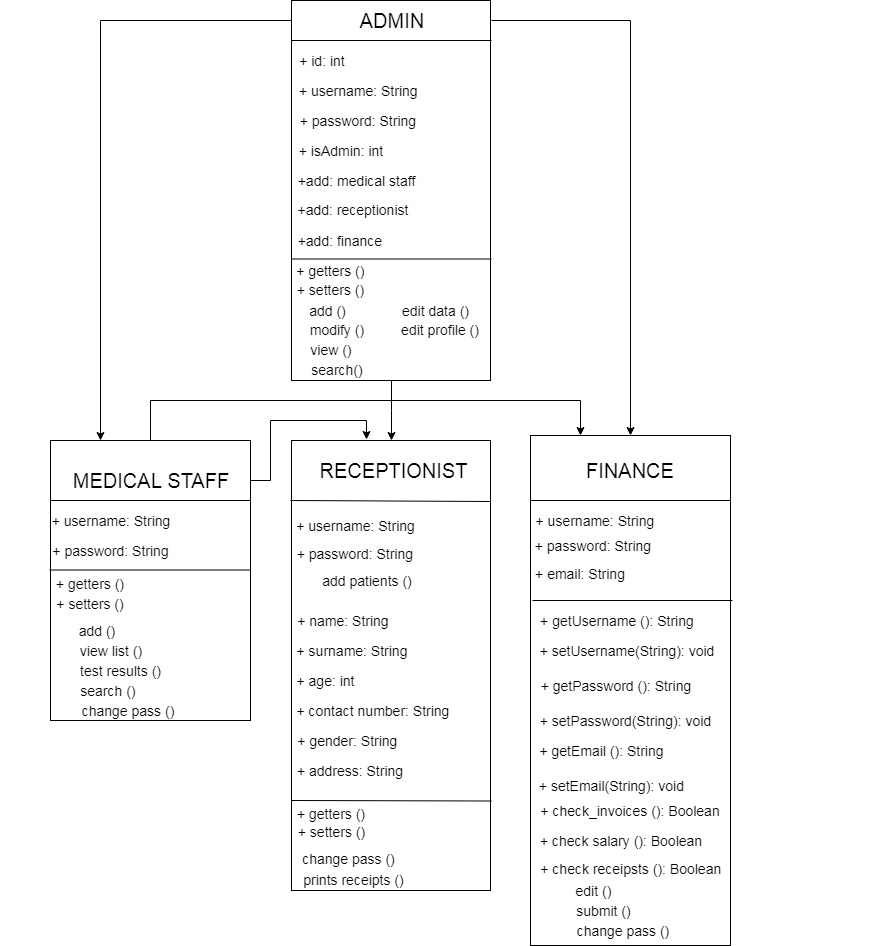 ADMIN
+ id: int
+ username: String
+ password: String
+ isAdmin: int
+add: medical staff
+add: receptionist
+add: finance
+ getters ()
+ setters ()
add ()
edit data ()
modify ()
edit profile ()
view ()
search()
MEDICAL STAFF
+ username: String
+ password: String
+ getters ()
+ setters ()
add ()
view list ()
test results ()
search ()
change pass ()
RECEPTIONIST
+ username: String
+ password: String
add patients ()
+ name: String
+ surname: String
+ age: int
+ contact number: String
+ gender: String
+ address: String
+ getters ()
+ setters ()
change pass ()
prints receipts ()
FINANCE
+ username: String
+ password: String
+ email: String
+ getUsername (): String
+ setUsername(String): void
+ getPassword (): String
+ setPassword(String): void
+ getEmail (): String
+ setEmail(String): void
+ check_invoices (): Boolean
+ check salary (): Boolean
+ check receipsts (): Boolean
edit ()
submit ()
change pass ()